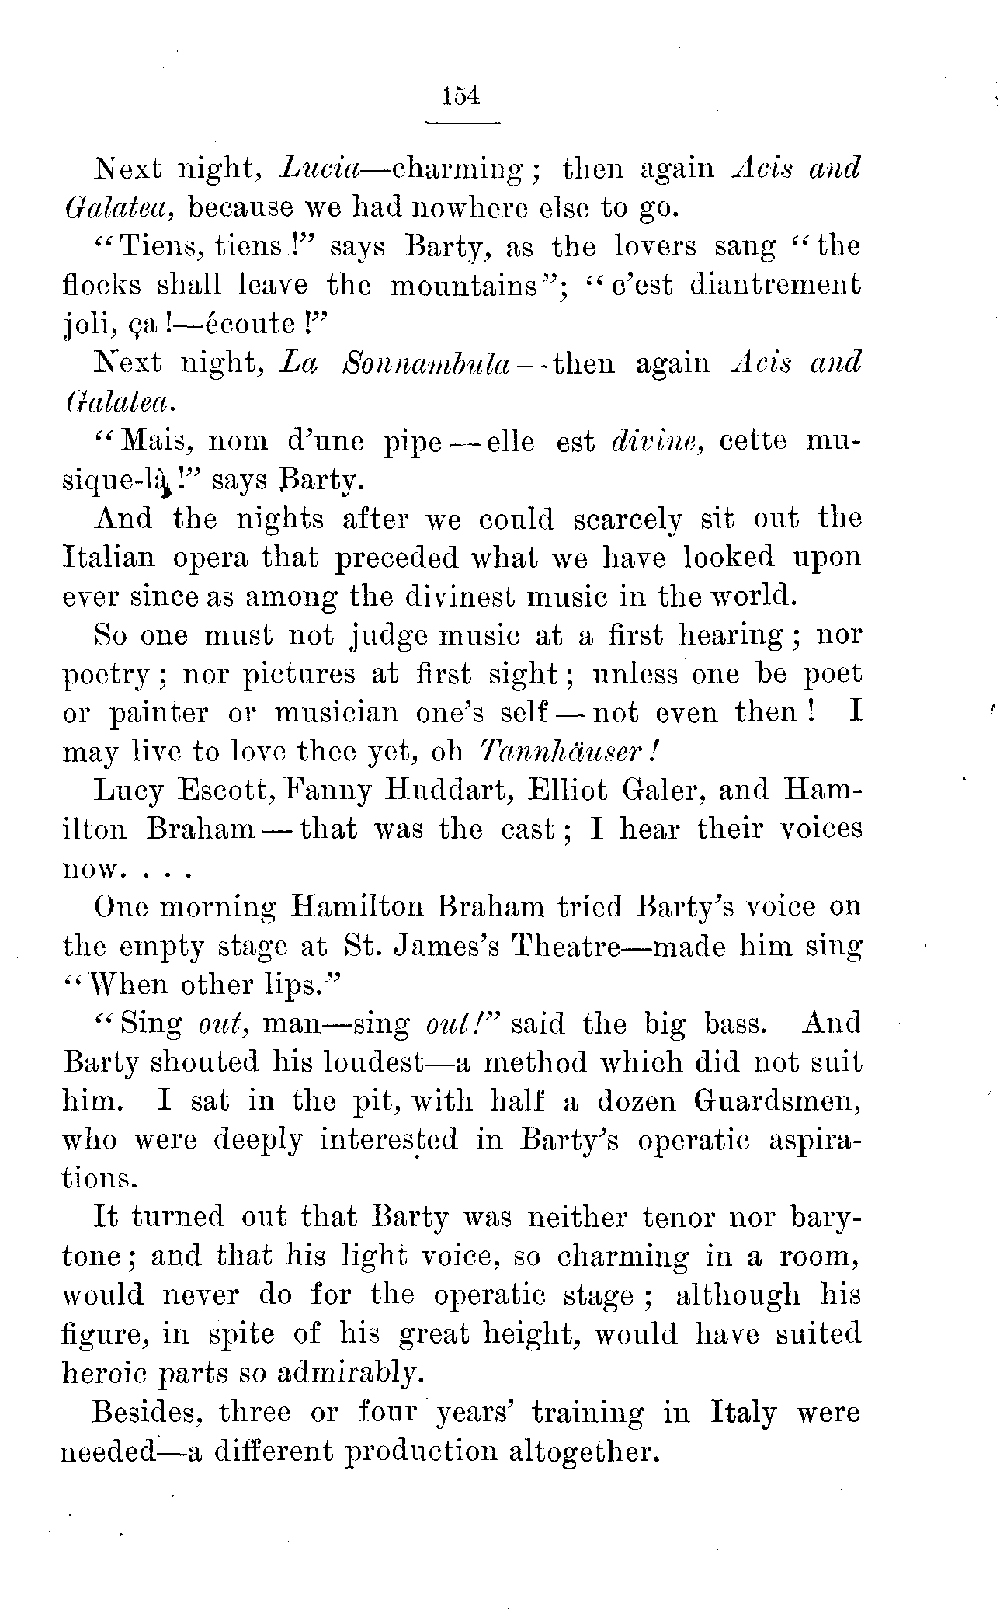 154
Next night, Lucia—charming; then again Acis and
Galatea, because we had nowhere else to go.
"Tiens, tiens!" says Barty, as the lovers sang "the
flocks shall leave the mountains"; "c'est diantrement
joli, ça!—écoute!"
Next night, La Sonnambula—then again Acis and
Galatea.
"Mais, nom d'une pipe—elle est divine, cette mu-
sique-là!" says Barty.
And the nights after we could scarcely sit out the
Italian opera that preceded what we have looked upon
ever since as among the divinest music in the world.
So one must not judge music at a first hearing; nor
poetry; nor pictures at first sight; unless one be poet
or painter or musician one's self—not even then! I
may live to love thee yet, oh Tannhäuser!
Lucy Escott, Fanny Huddart, Elliot Galer, and Ham-
ilton Braham—that was the cast; I hear their voices
now. . . .
One morning Hamilton Braham tried Barty's voice on
the empty stage at St. James's Theatre—made him sing
"When other lips."
"Sing out, man—sing out!" said the big bass. And
Barty shouted his loudest—a method which did not suit
him. I sat in the pit, with half a dozen Guardsmen,
who were deeply interested in Barty's operatic aspira-
tions.
It turned out that Barty was neither tenor nor bary-
tone; and that his light voice, so charming in a room,
would never do for the operatic stage; although his
figure, in spite of his great height, would have suited
heroic parts so admirably.
Besides, three or four years' training in Italy were
needed—a different production altogether.